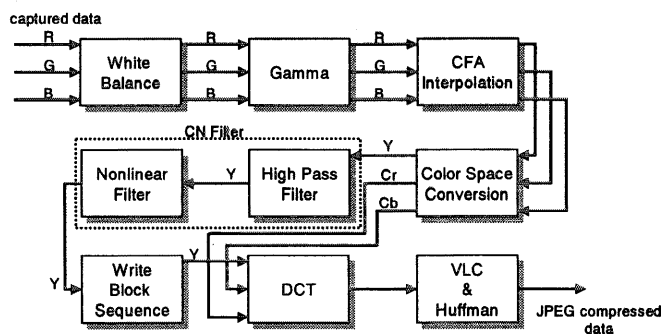 captured data
R R R
White Balance
G G G
Gamma
CFA Interpolation
B B B
CN Filter
Nonlinear Filter
Y
High Pass Filter
Y
Color Space Conversion
Cr
Cb
Y
Write Block Sequence
Y
DCT
VLC & Huffman
JPEG compressed data